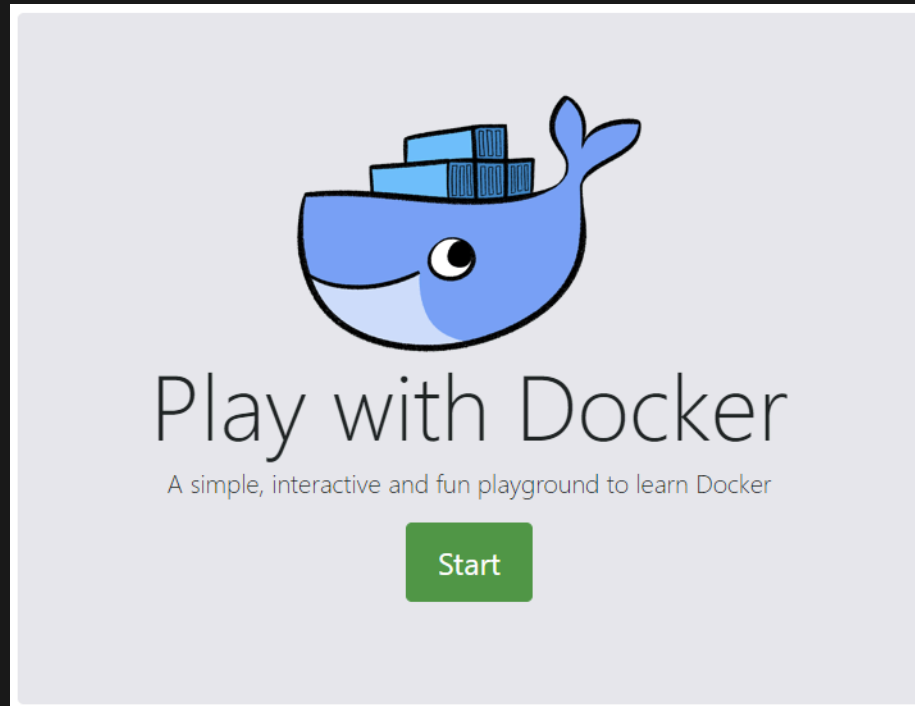 Play with Docker
A simple, interactive and fun playground to learn Docker
Start